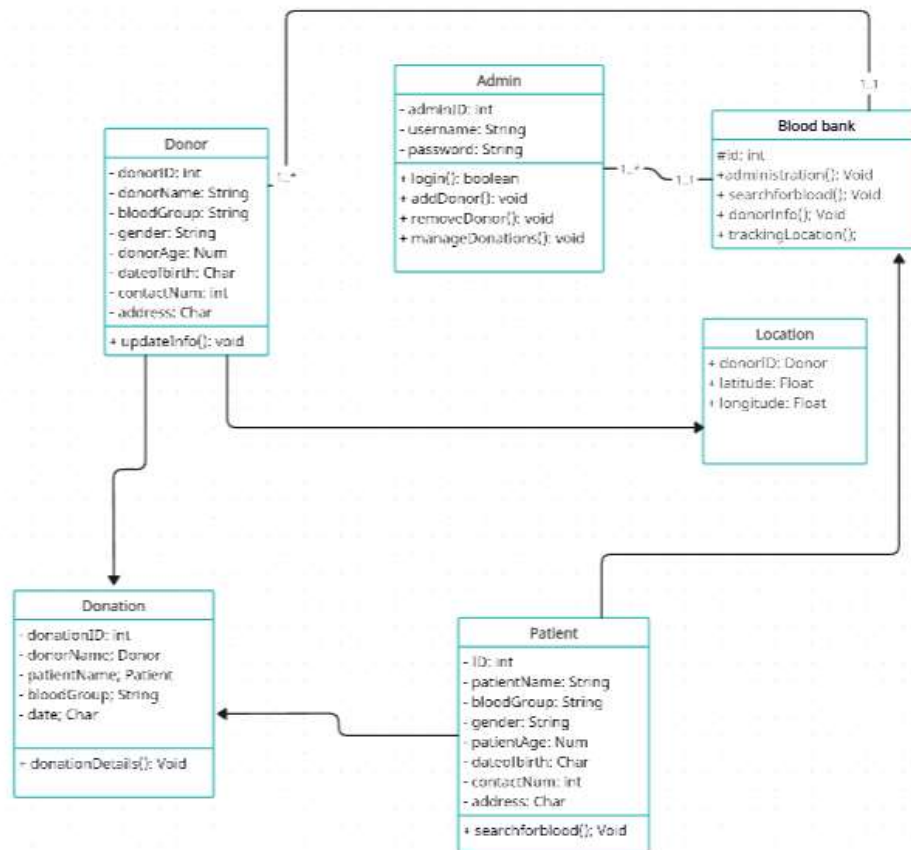 Admin
- adminID: int
- username: String
- password: String
+ login(): boolean
+ addDonor(): void
+ removeDonor(): void
+ manageDonations(): void
1..1
Blood bank
#id: int
+administration(): Void
+ searchforblood(): Void
+ donorInfo(): Void
+ trackingLocation();
1..*
1..1
Donor
- donorID: int
- donorName: String
- bloodGroup: String
- gender: String
- donorAge: Num
- dateofbirth: Char
- contactNum: int
- address: Char
+ updateInfo(): void
1..*
Location
+ donorID: Donor
+ latitude: Float
+ longitude: Float
Donation
- donationID: int
- donorName; Donor
- patientName; Patient
- bloodGroup; String
- date; Char
- donationDetails(): Void
Patient
- ID: int
- patientName: String
- bloodGroup: String
- gender: String
- patientAge: Num
- dateofbirth: Char
- contactNum: int
- address: Char
+ searchforblood(); Void